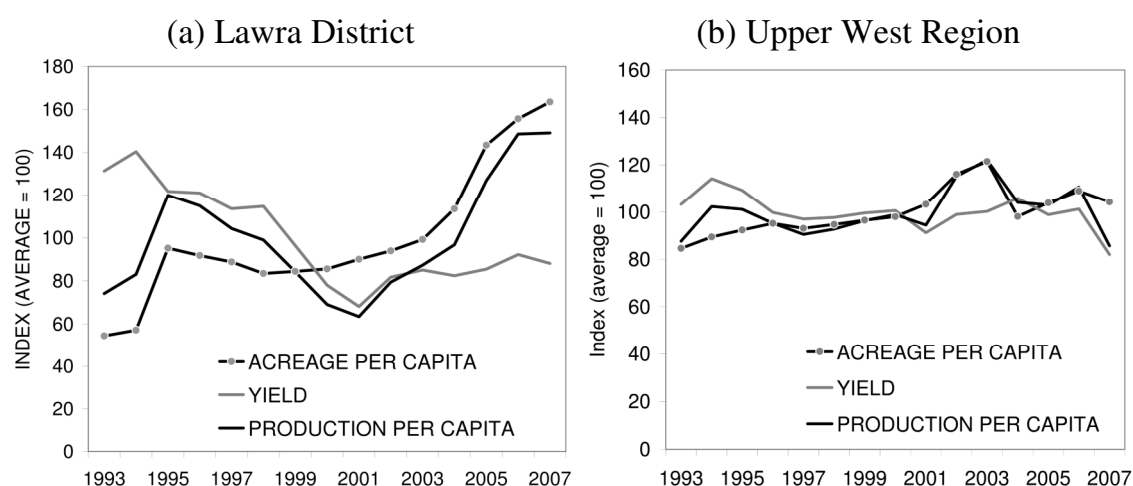 (a) Lawra District
INDEX (AVERAGE = 100)
180
160
140
120
100
80
60
40
20
0
ACREAGE PER CAPITA
YIELD
PRODUCTION PER CAPITA
1993 1995 1997 1999 2001 2003 2005 2007
(b) Upper West Region
Index (average = 100)
160
140
120
100
80
60
40
20
0
ACREAGE PER CAPITA
YIELD
PRODUCTION PER CAPITA
1993 1995 1997 1999 2001 2003 2005 2007